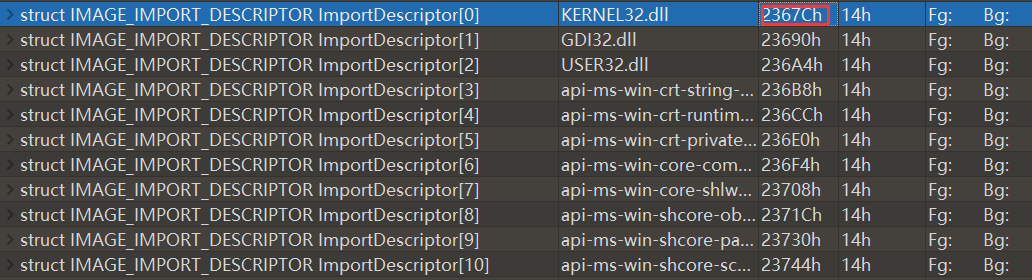 struct IMAGE_IMPORT_DESCRIPTOR ImportDescriptor[0] KERNEL32.dll 2367Ch 14h Fg: Bg:
struct IMAGE_IMPORT_DESCRIPTOR ImportDescriptor[1] GDI32.dll 23690h 14h Fg: Bg:
struct IMAGE_IMPORT_DESCRIPTOR ImportDescriptor[2] USER32.dll 236A4h 14h Fg: Bg:
struct IMAGE_IMPORT_DESCRIPTOR ImportDescriptor[3] api-ms-win-crt-string-... 236B8h 14h Fg: Bg:
struct IMAGE_IMPORT_DESCRIPTOR ImportDescriptor[4] api-ms-win-crt-runtim... 236CCh 14h Fg: Bg:
struct IMAGE_IMPORT_DESCRIPTOR ImportDescriptor[5] api-ms-win-crt-private... 236E0h 14h Fg: Bg:
struct IMAGE_IMPORT_DESCRIPTOR ImportDescriptor[6] api-ms-win-core-com... 236F4h 14h Fg: Bg:
struct IMAGE_IMPORT_DESCRIPTOR ImportDescriptor[7] api-ms-win-core-shlw... 23708h 14h Fg: Bg:
struct IMAGE_IMPORT_DESCRIPTOR ImportDescriptor[8] api-ms-win-shcore-ob... 2371Ch 14h Fg: Bg:
struct IMAGE_IMPORT_DESCRIPTOR ImportDescriptor[9] api-ms-win-shcore-pa... 23730h 14h Fg: Bg:
struct IMAGE_IMPORT_DESCRIPTOR ImportDescriptor[10] api-ms-win-shcore-sc... 23744h 14h Fg: Bg: